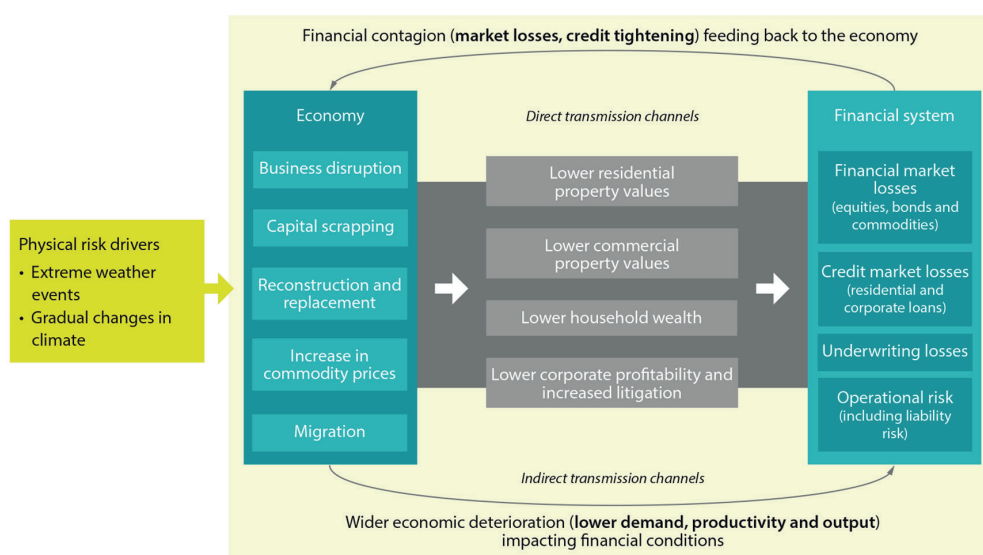 Financial contagion (market losses, credit tightening) feeding back to the economy
Economy
Direct transmission channels
Financial system
Business disruption
Capital scrapping
Reconstruction and
replacement
Increase in
commodity prices
Migration
Lower residential
property values
Lower commercial
property values
Lower household wealth
Lower corporate profitability and
increased litigation
Financial market
losses
(equities, bonds and
commodities)
Credit market losses
(residential and
corporate loans)
Underwriting losses
Operational risk
(including liability
risk)
Physical risk drivers
• Extreme weather
events
• Gradual changes in
climate
Indirect transmission channels
Wider economic deterioration (lower demand, productivity and output)
impacting financial conditions